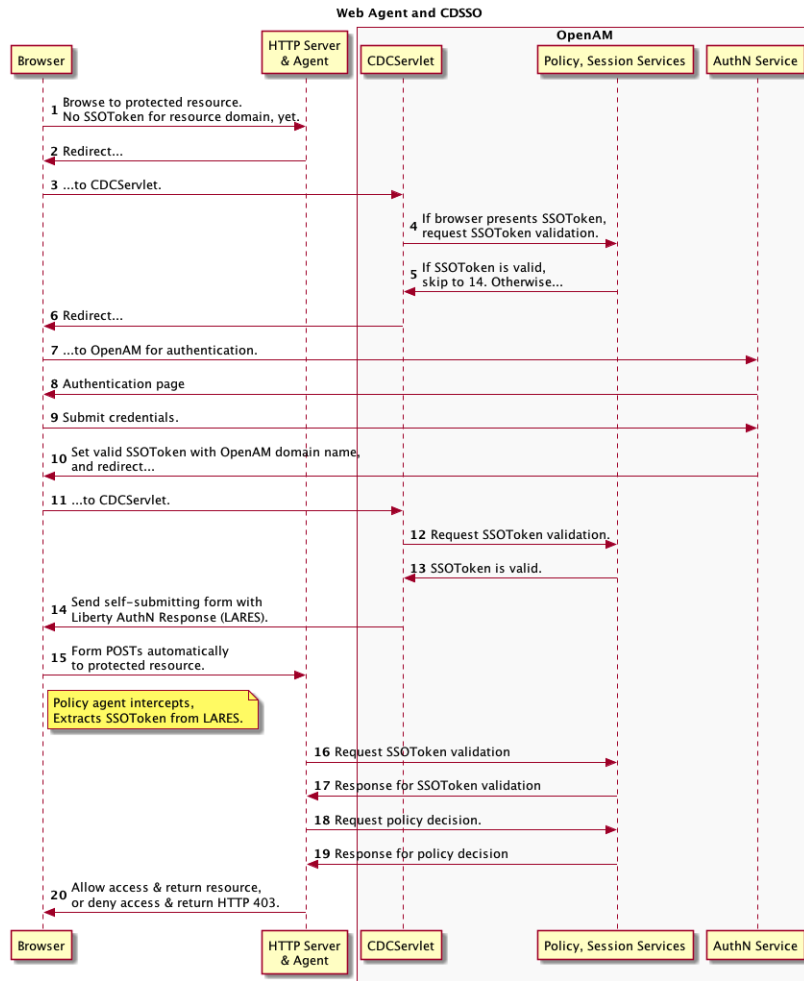 Web Agent and CDSSO
OpenAM
Browser
HTTP Server
& Agent
CDCServlet
Policy, Session Services
AuthN Service
1 Browse to protected resource.
No SSOToken for resource domain, yet.
2 Redirect...
3 ...to CDCServlet.
4 If browser presents SSOToken,
request SSOToken validation.
5 If SSOToken is valid,
skip to 14. Otherwise...
6 Redirect...
7 ...to OpenAM for authentication.
8 Authentication page
9 Submit credentials.
10 Set valid SSOToken with OpenAM domain name,
and redirect...
11 ...to CDCServlet.
12 Request SSOToken validation.
13 SSOToken is valid.
14 Send self-submitting form with
Liberty AuthN Response (LARES).
15 Form POSTs automatically
to protected resource.
Policy agent intercepts,
Extracts SSOToken from LARES.
16 Request SSOToken validation
17 Response for SSOToken validation
18 Request policy decision.
19 Response for policy decision
20 Allow access & return resource,
or deny access & return HTTP 403.
Browser
HTTP Server
& Agent
CDCServlet
Policy, Session Services
AuthN Service